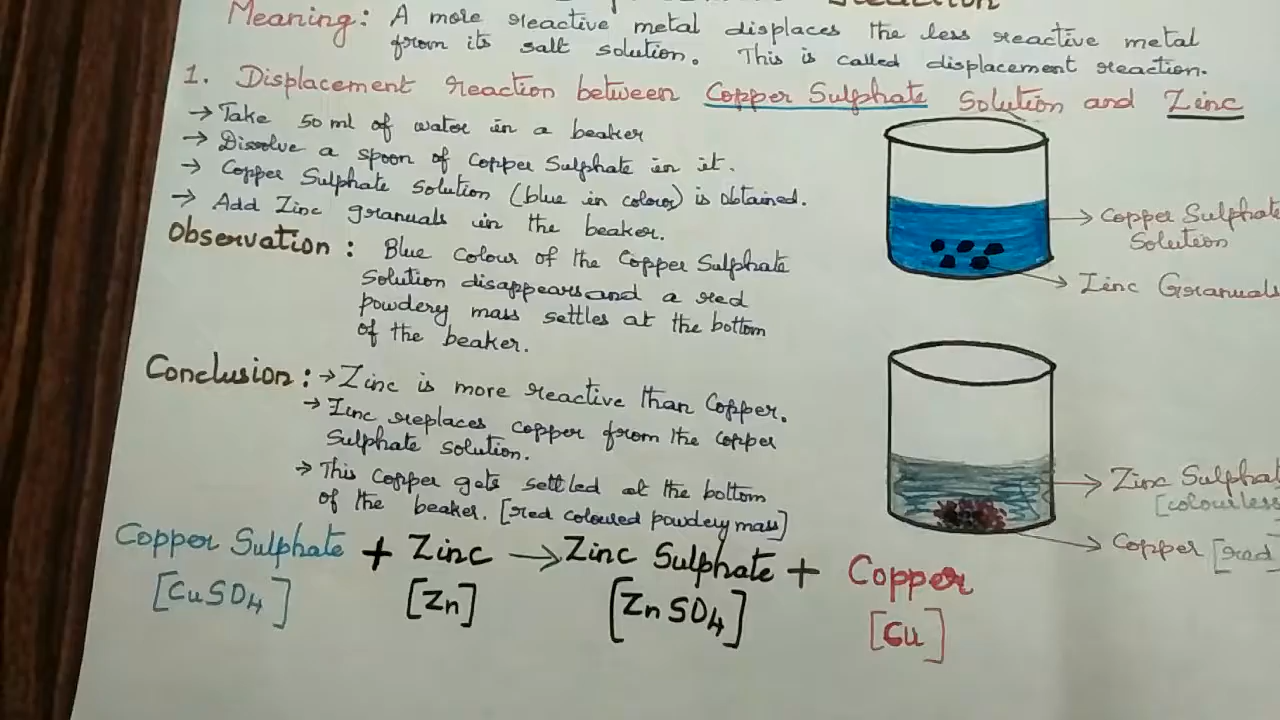 Reaction
Meaning: A more reactive metal displaces the less reactive metal
from its salt solution. This is called displacement reaction.
1. Displacement reaction between Copper Sulphate Solution and Zinc
→ Take 50 ml of water in a beaker
→ Dissolve a spoon of Copper Sulphate in it.
→ Copper Sulphate solution (blue in colour) is obtained.
→ Add Zinc granuals in the beaker.
Observation : Blue Colour of the Copper Sulphate
Solution disappears and a red
powdery mass settles at the bottom
of the beaker.
Conclusion : → Zinc is more reactive than Copper.
→ Zinc replaces copper from the copper
Sulphate solution.
→ This Copper gets settled at the bottom
of the beaker. [red coloured powdery mass]
Copper Sulphate + Zinc → Zinc Sulphate + Copper
[CuSO4] [Zn] [ZnSO4] [Cu]
→ Copper Sulphate
Solution
→ Zinc Granuals
→ Zinc Sulphat
[colourless
→ Copper [red